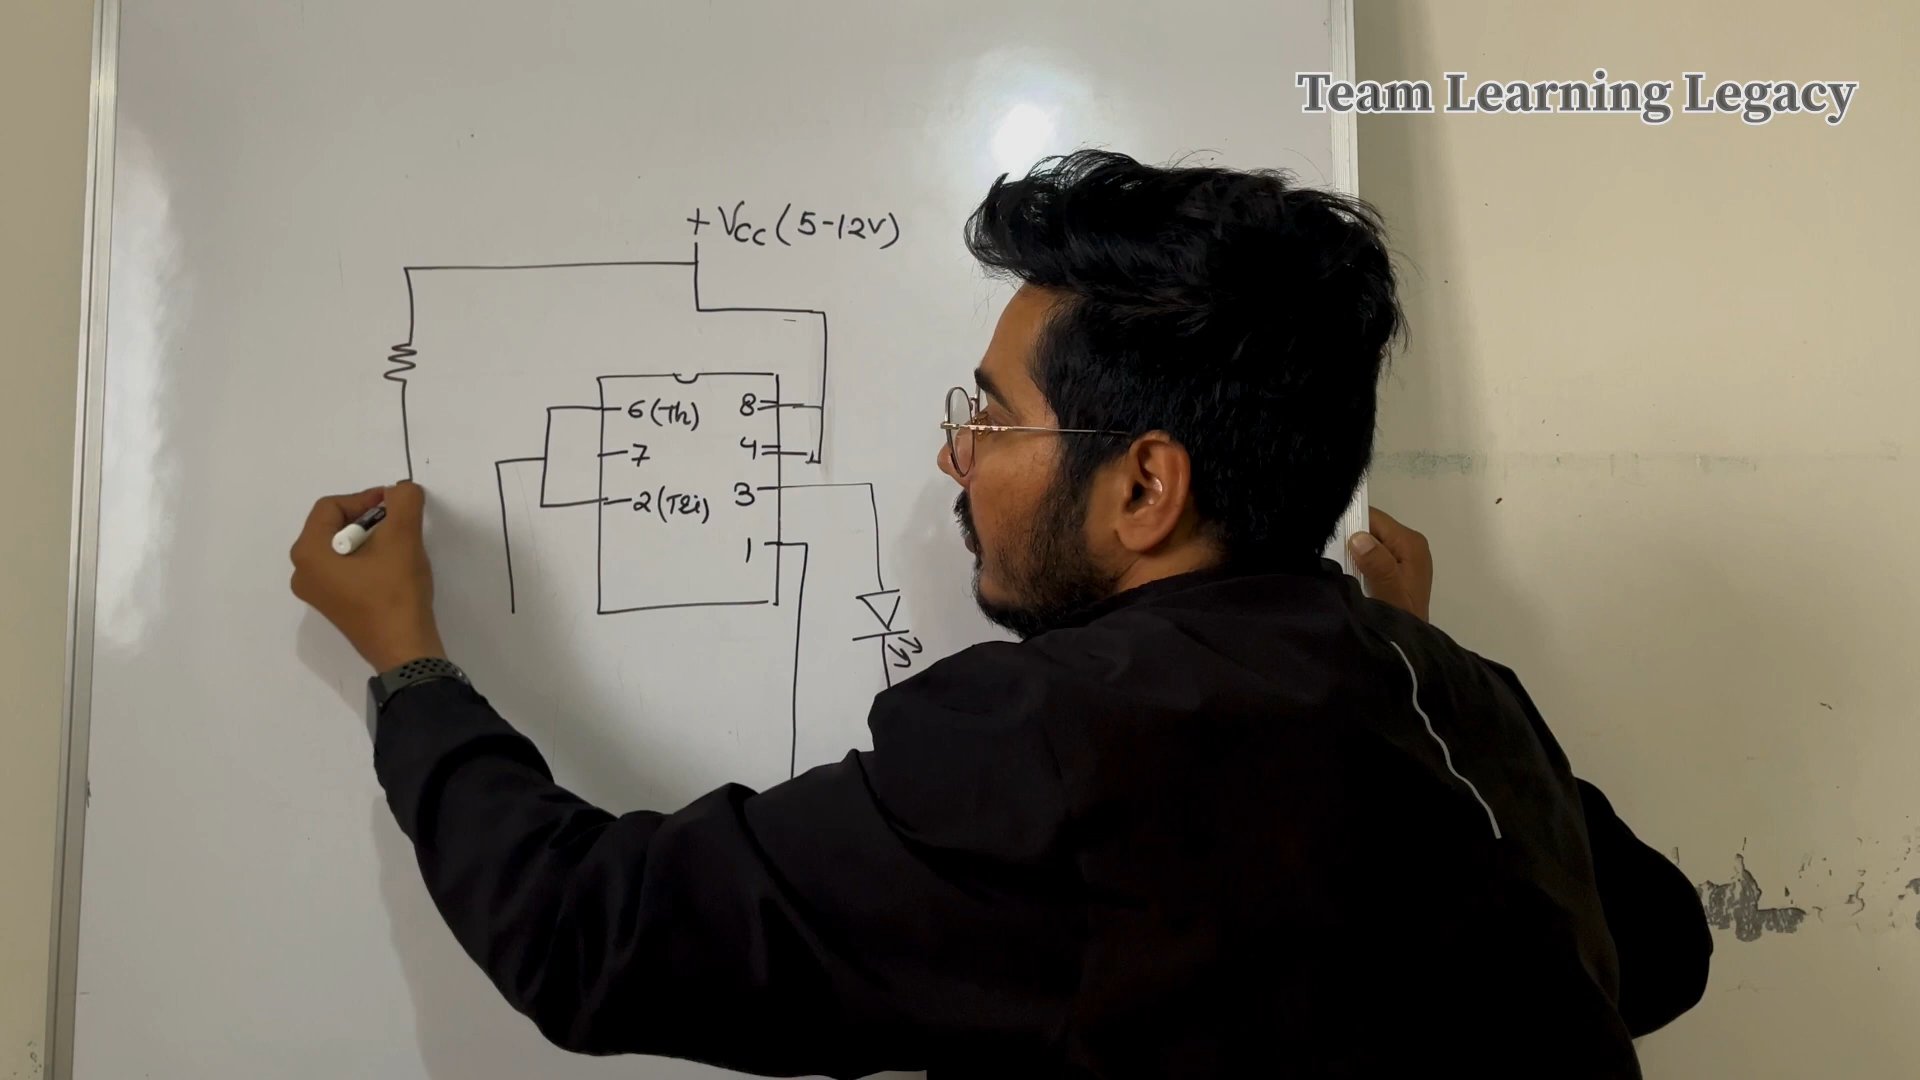 Team Learning Legacy
+Vcc (5-12V)
6 (Th) 8
7 4
2 (Tri) 3
1